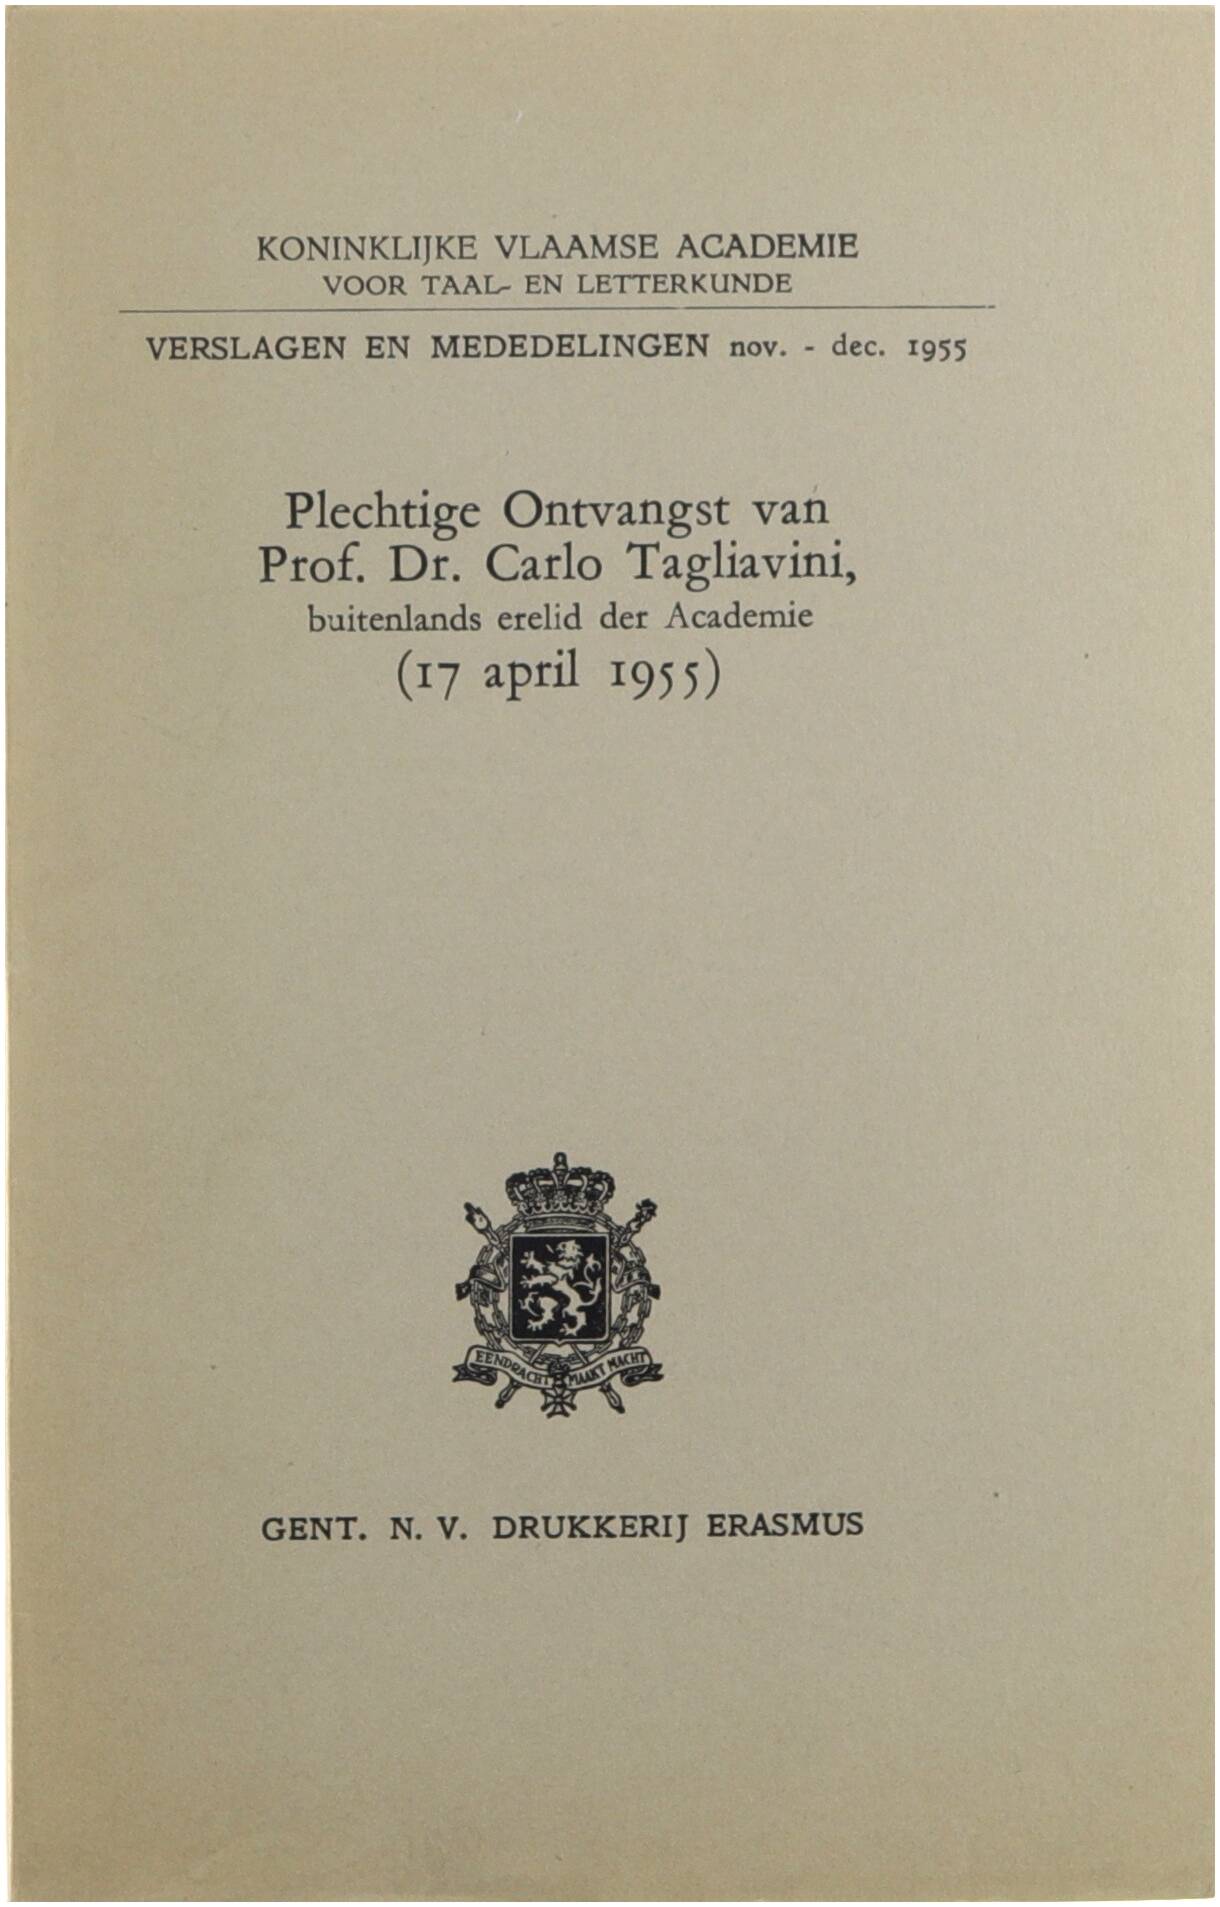 KONINKLIJKE VLAAMSE ACADEMIE
VOOR TAAL- EN LETTERKUNDE
VERSLAGEN EN MEDEDELINGEN nov. - dec. 1955
Plechtige Ontvangst van
Prof. Dr. Carlo Tagliavini,
buitenlands erelid der Academie
(17 april 1955)
EENDRACHT MAAKT MACHT
GENT. N. V. DRUKKERIJ ERASMUS